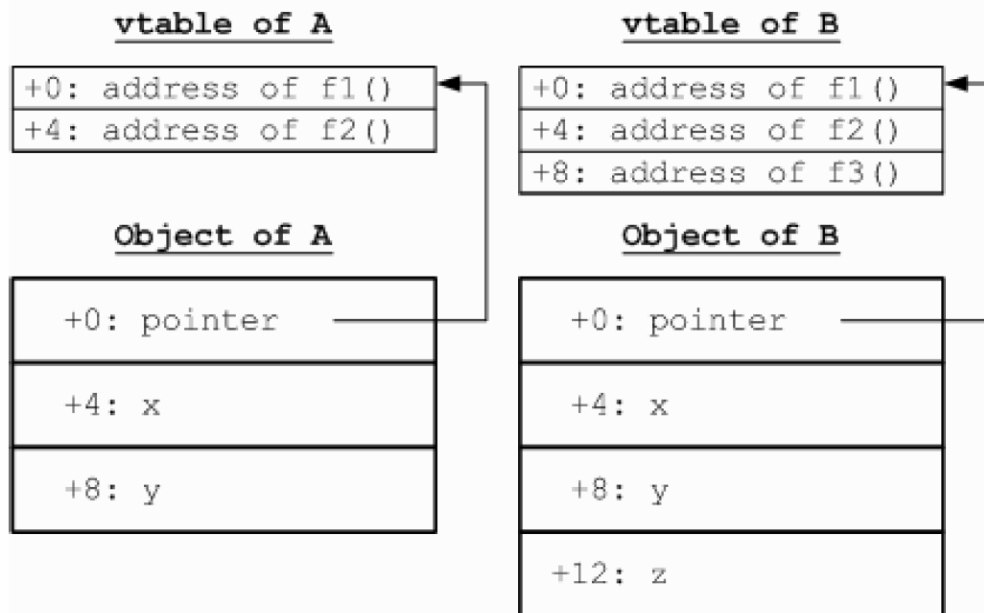 vtable of A
+0: address of f1()
+4: address of f2()
Object of A
+0: pointer
+4: x
+8: y
vtable of B
+0: address of f1()
+4: address of f2()
+8: address of f3()
Object of B
+0: pointer
+4: x
+8: y
+12: z